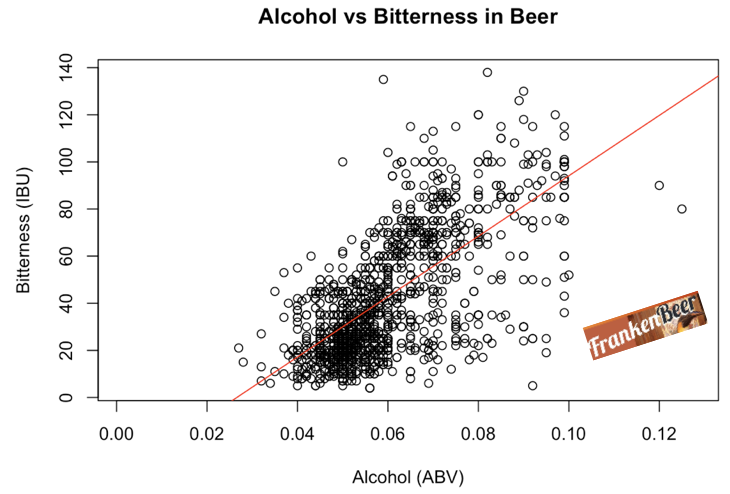 Alcohol vs Bitterness in Beer
140
120
100
80
60
40
20
0
Bitterness (IBU)
FrankenBeer
0.00 0.02 0.04 0.06 0.08 0.10 0.12
Alcohol (ABV)